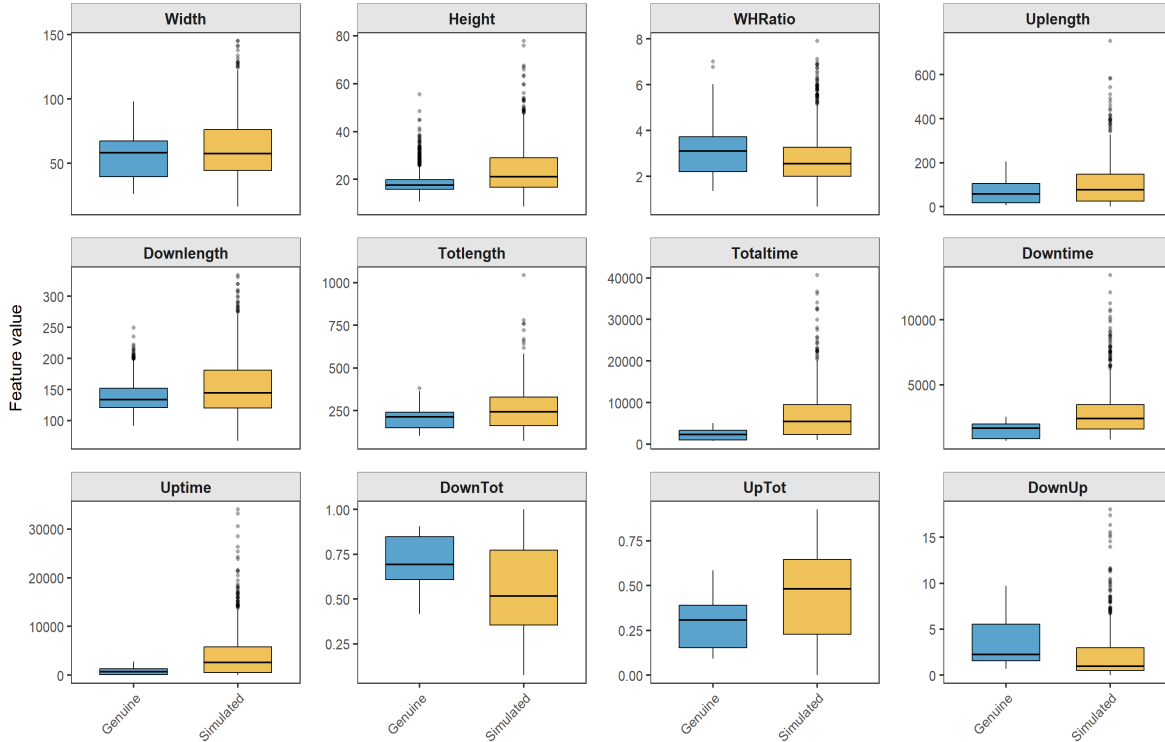 Width
Height
WHRatio
Uplength
150
100
50
80
60
40
20
8
6
4
2
600
400
200
0
Downlength
Totlength
Totaltime
Downtime
300
250
200
150
100
1000
750
500
250
40000
30000
20000
10000
0
10000
5000
Uptime
DownTot
UpTot
DownUp
30000
20000
10000
0
1.00
0.75
0.50
0.25
0.75
0.50
0.25
0.00
15
10
5
0
Genuine
Simulated
Genuine
Simulated
Genuine
Simulated
Genuine
Simulated
Feature value